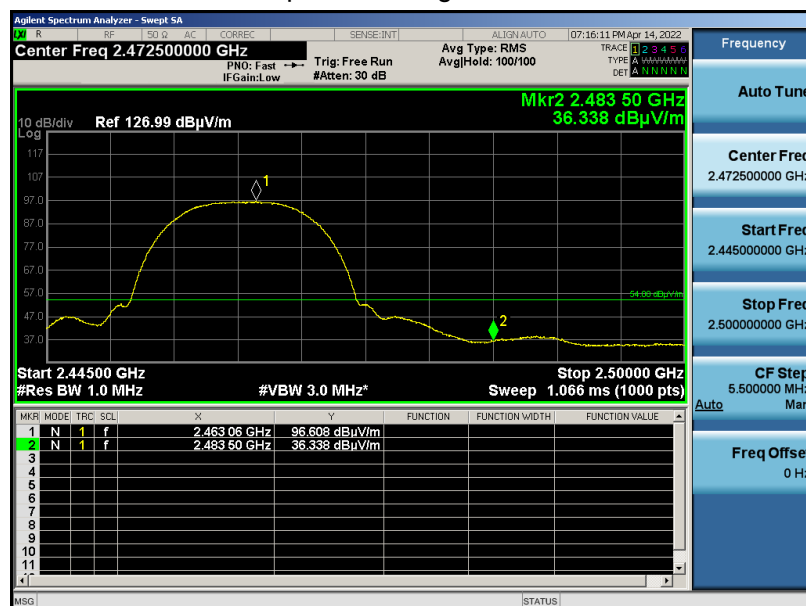 Agilent Spectrum Analyzer - Swept SA
LXI R RF 50 Ω AC CORREC SENSE:INT ALIGN AUTO 07:16:11 PM Apr 14, 2022
Center Freq 2.472500000 GHz
PNO: Fast
IFGain:Low
Trig: Free Run
#Atten: 30 dB
Avg Type: RMS
Avg|Hold: 100/100
TRACE 1 2 3 4 5 6
TYPE A WWWWW
DET A N N N N N
Mkr2 2.483 50 GHz
36.338 dBµV/m
10 dB/div Ref 126.99 dBµV/m
Log
117
107
97.0
87.0
77.0
67.0
57.0
47.0
37.0
1
2
54.00 dBµV/m
Start 2.44500 GHz Stop 2.50000 GHz
#Res BW 1.0 MHz #VBW 3.0 MHz* Sweep 1.066 ms (1000 pts)
MKR MODE TRC SCL X Y FUNCTION FUNCTION WIDTH FUNCTION VALUE
1 N 1 f 2.463 06 GHz 96.608 dBµV/m
2 N 1 f 2.483 50 GHz 36.338 dBµV/m
3
4
5
6
7
8
9
10
11
MSG STATUS
Frequency
Auto Tune
Center Freq
2.472500000 GHz
Start Freq
2.445000000 GHz
Stop Freq
2.500000000 GHz
CF Step
5.500000 MHz
Auto Man
Freq Offset
0 Hz